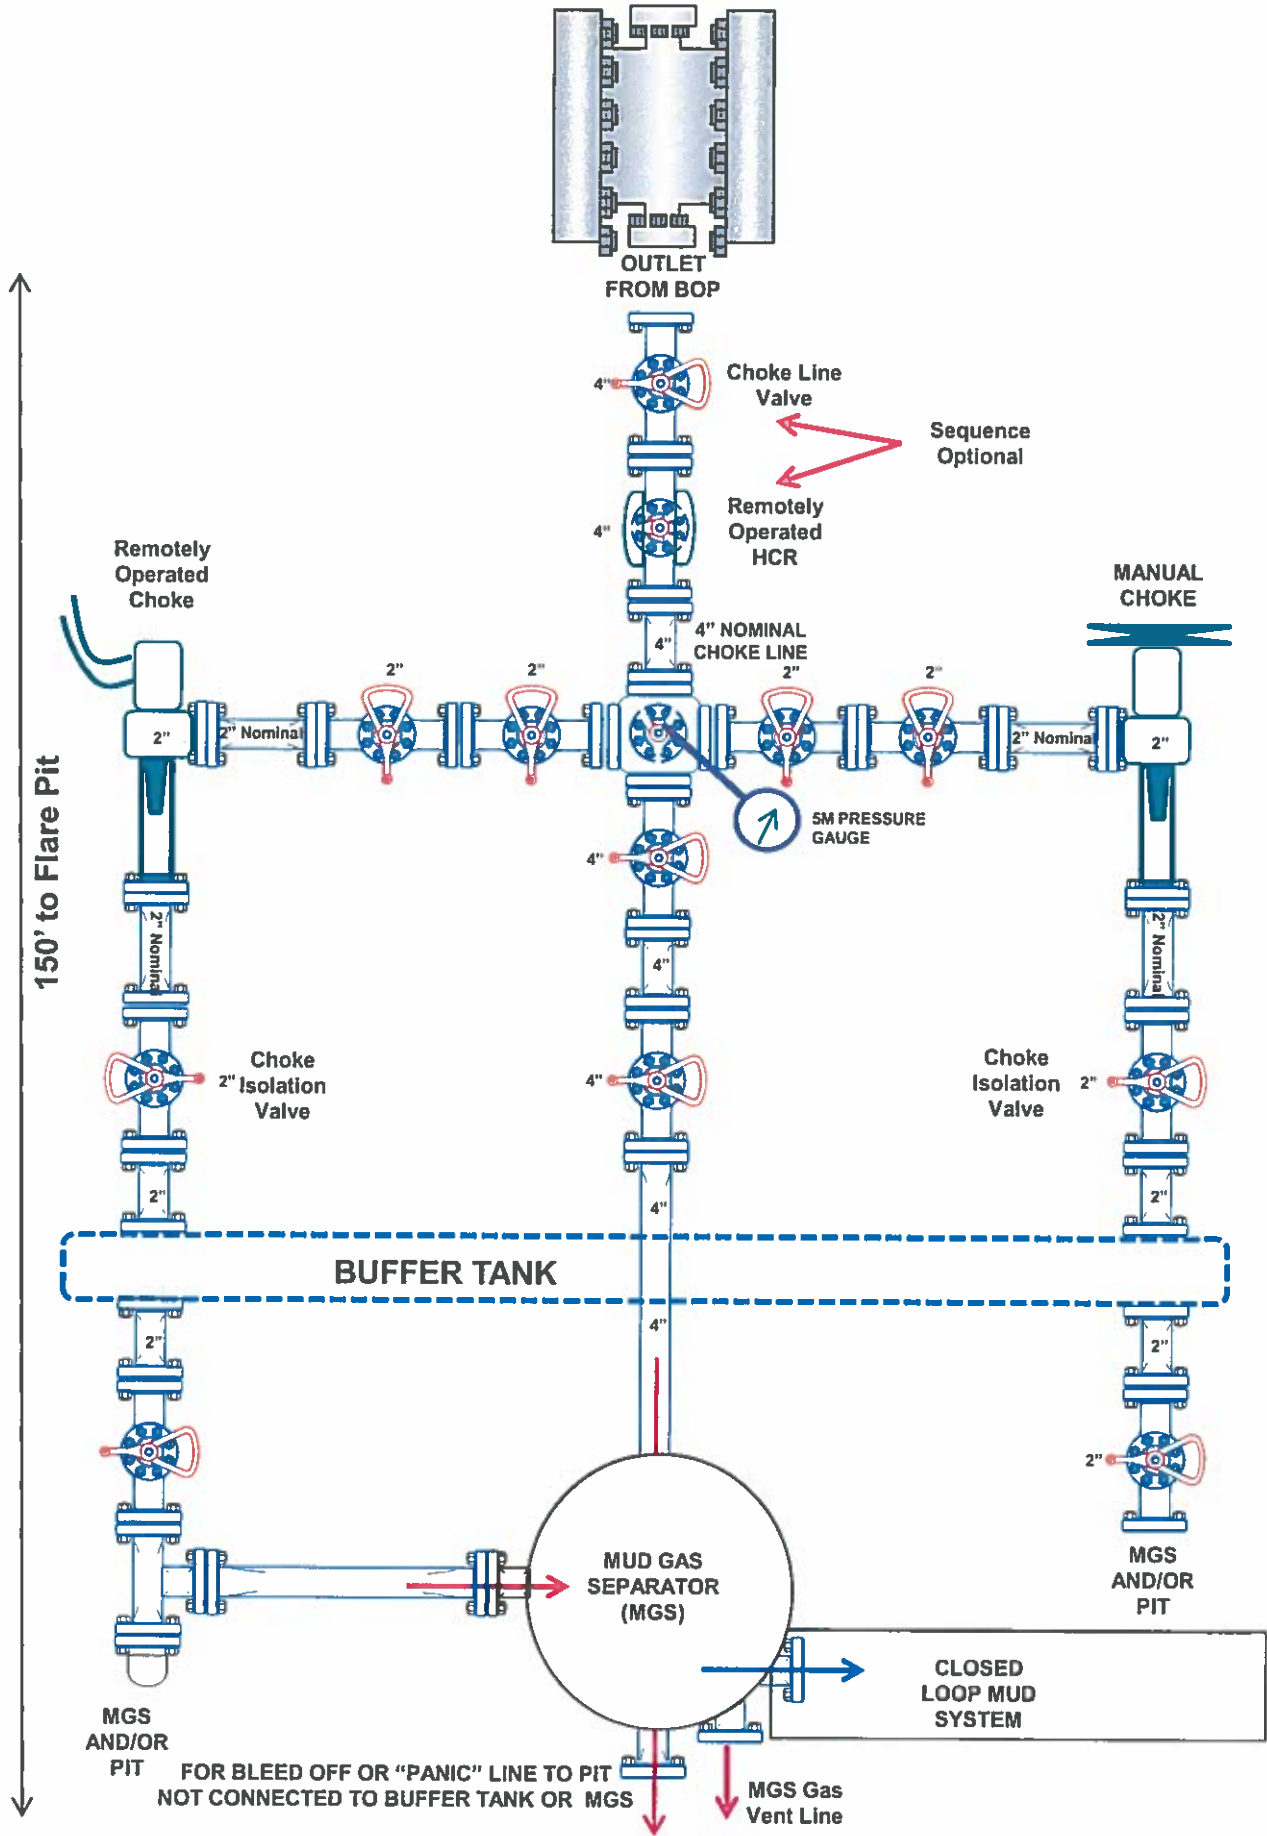 OUTLET
FROM BOP
4"
Choke Line
Valve
Sequence
Optional
4"
Remotely
Operated
HCR
Remotely
Operated
Choke
MANUAL
CHOKE
4"
4" NOMINAL
CHOKE LINE
2"
2"
2"
2"
2"
2" Nominal
2" Nominal
2"
5M PRESSURE
GAUGE
4"
150' to Flare Pit
2" Nominal
4"
2" Nominal
2"
Choke
Isolation
Valve
4"
Choke
Isolation
Valve
2"
2"
4"
2"
BUFFER TANK
2"
4"
2"
2"
MUD GAS
SEPARATOR
(MGS)
MGS
AND/OR
PIT
CLOSED
LOOP MUD
SYSTEM
MGS
AND/OR
PIT
FOR BLEED OFF OR "PANIC" LINE TO PIT
NOT CONNECTED TO BUFFER TANK OR MGS
MGS Gas
Vent Line